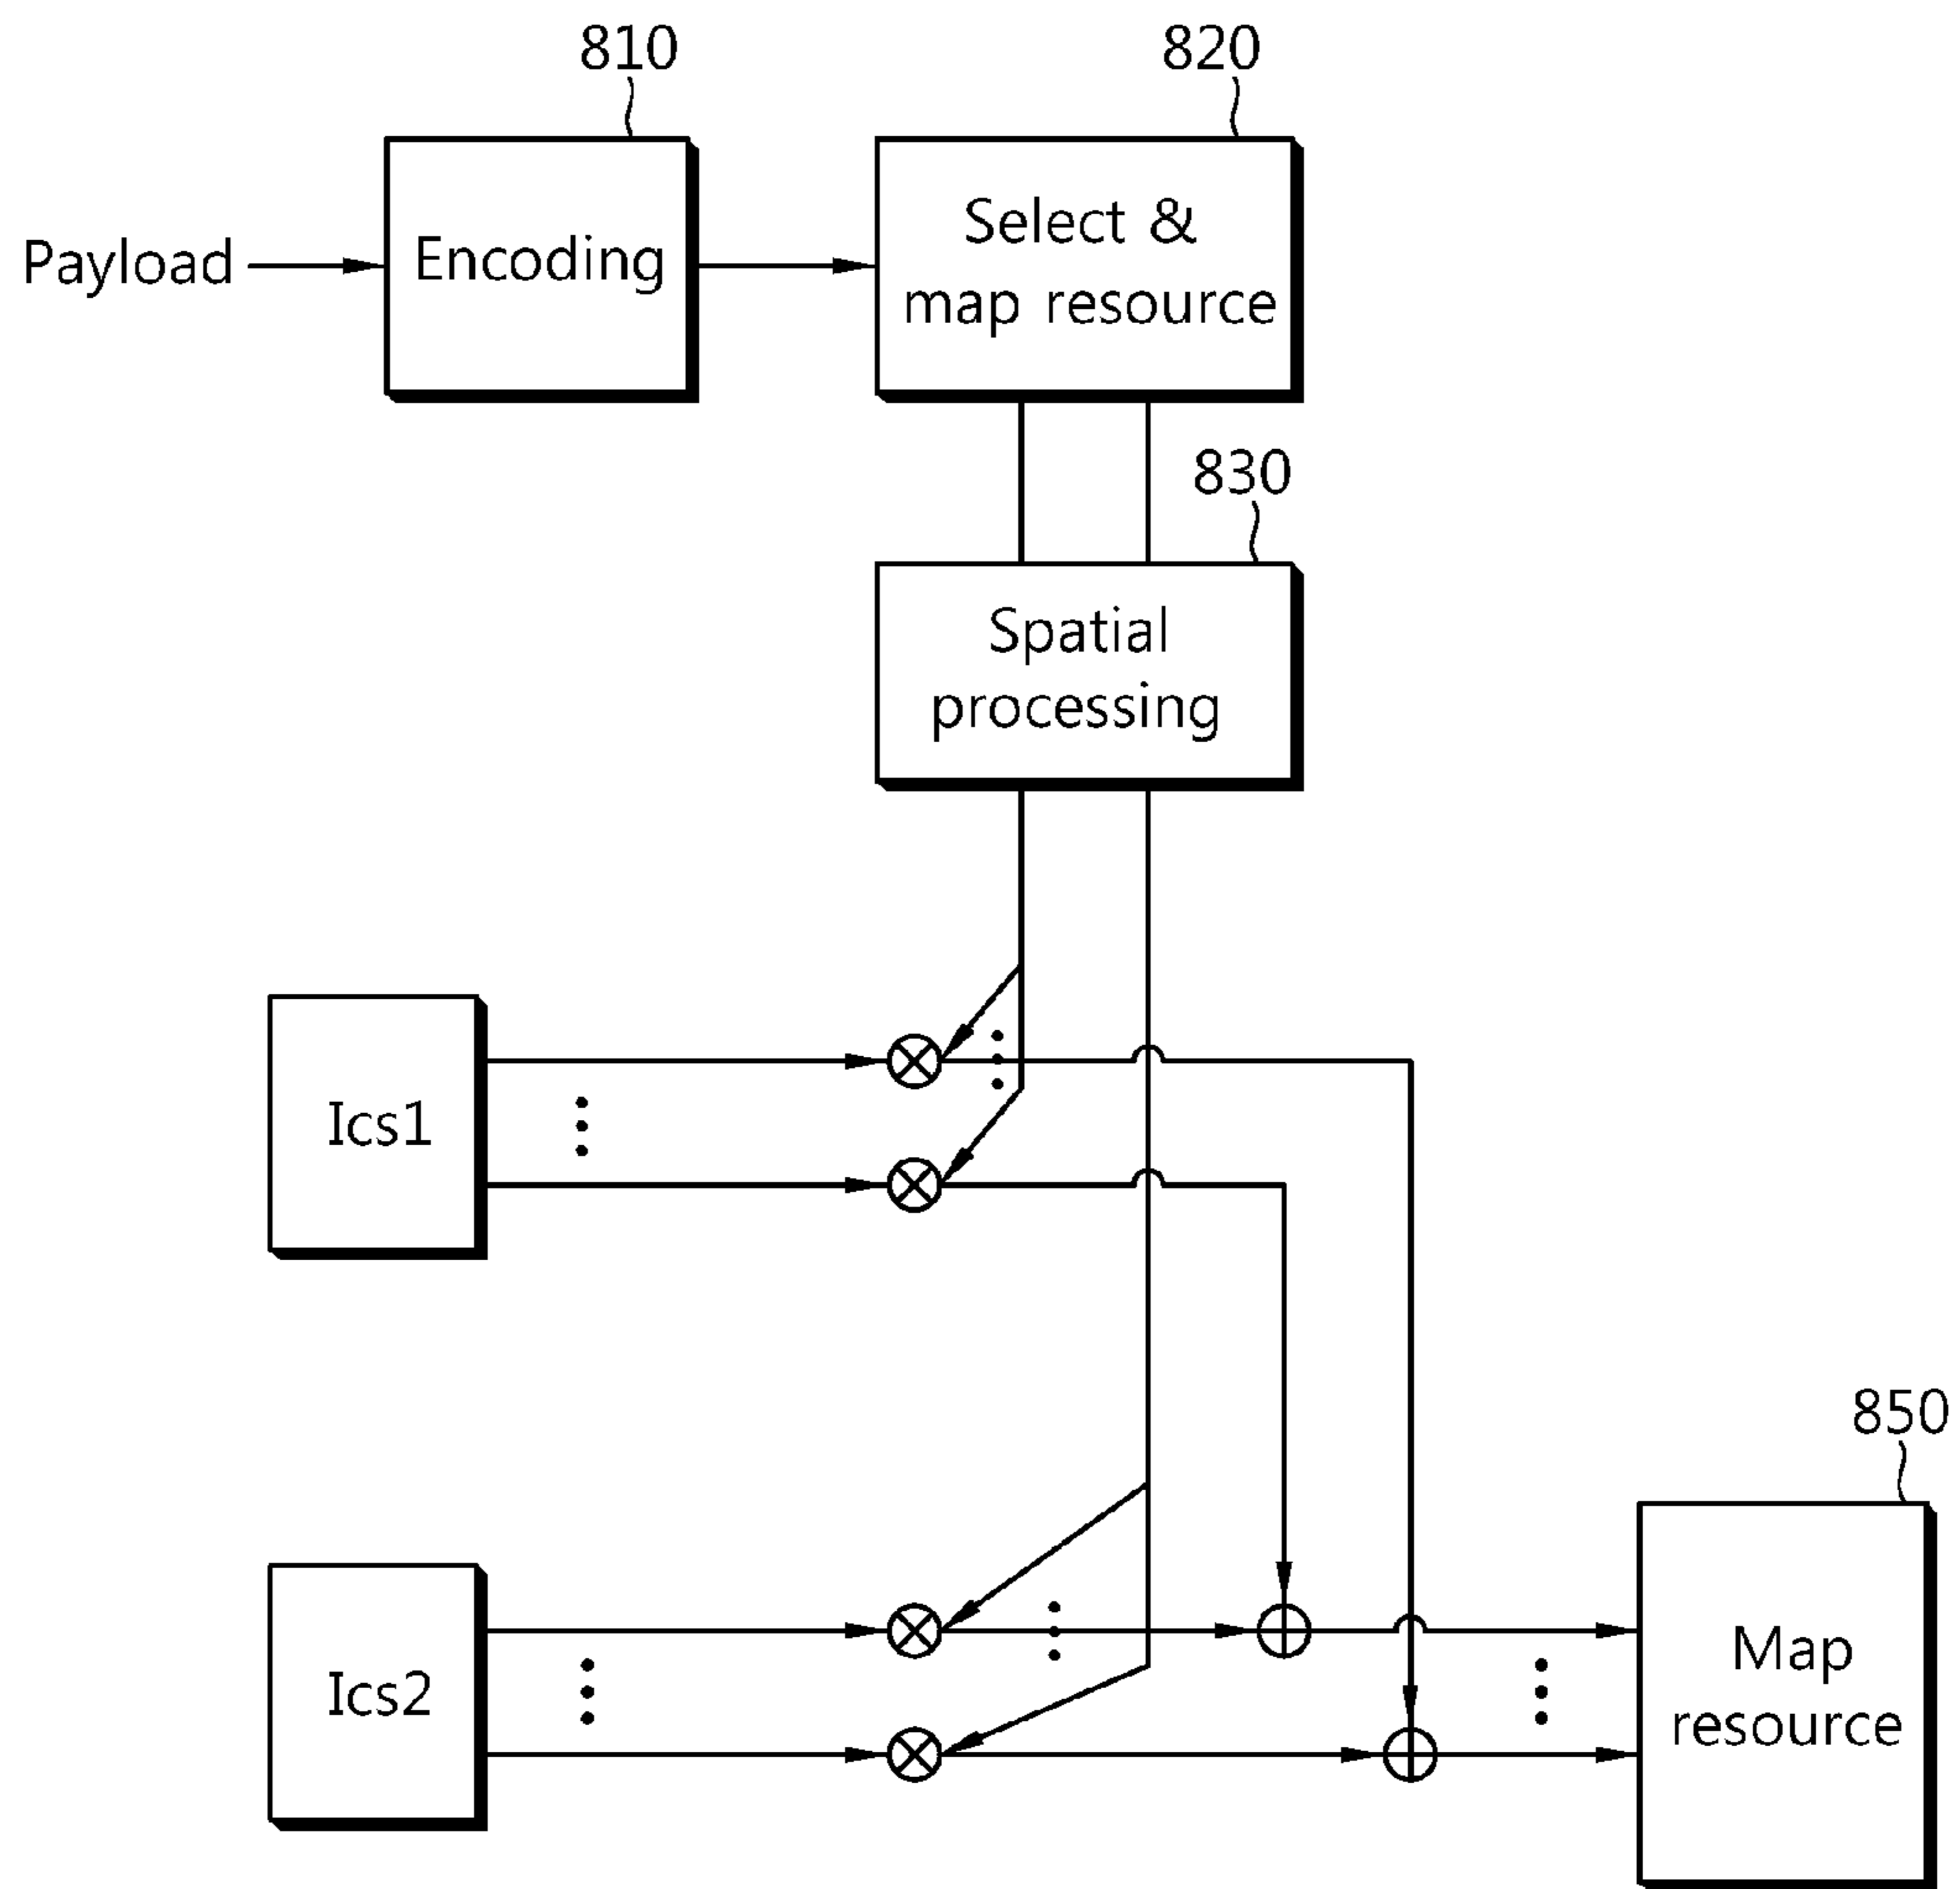 810
820
Payload
Encoding
Select &
map resource
830
Spatial
processing
Ics1
850
Ics2
Map
resource